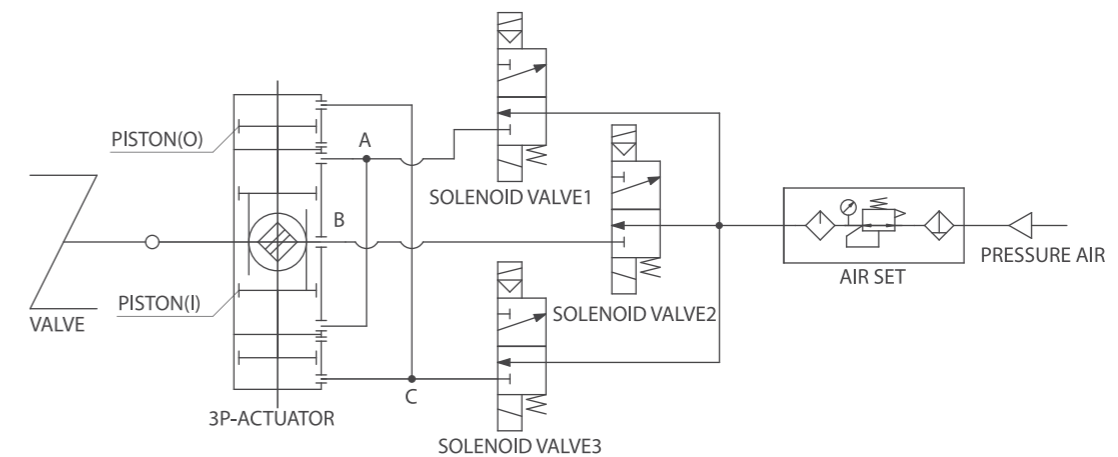 PISTON(O)
A
SOLENOID VALVE1
B
PISTON(I)
VALVE
SOLENOID VALVE2
AIR SET
PRESSURE AIR
C
3P-ACTUATOR
SOLENOID VALVE3